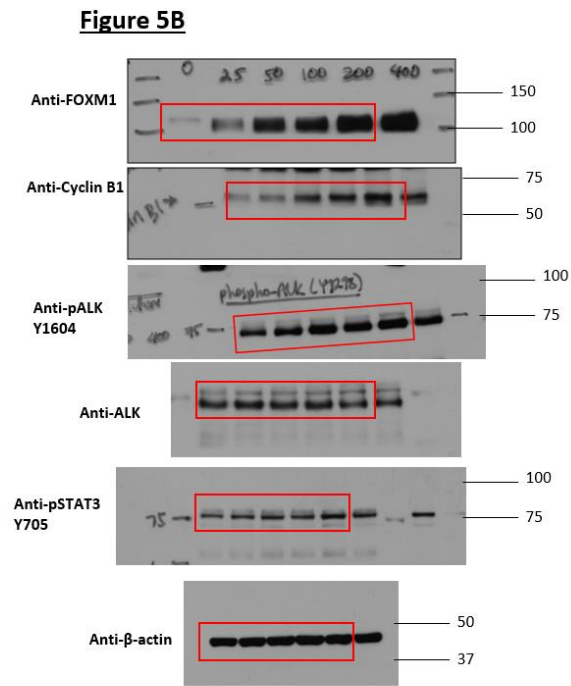 Figure 5B
0 25 50 100 200 400
Anti-FOXM1
150
100
Anti-Cyclin B1
75
50
phospho-ALK (Y1278)
Anti-pALK
Y1604
400 75
100
75
Anti-ALK
Anti-pSTAT3
Y705
75
100
75
Anti-β-actin
50
37